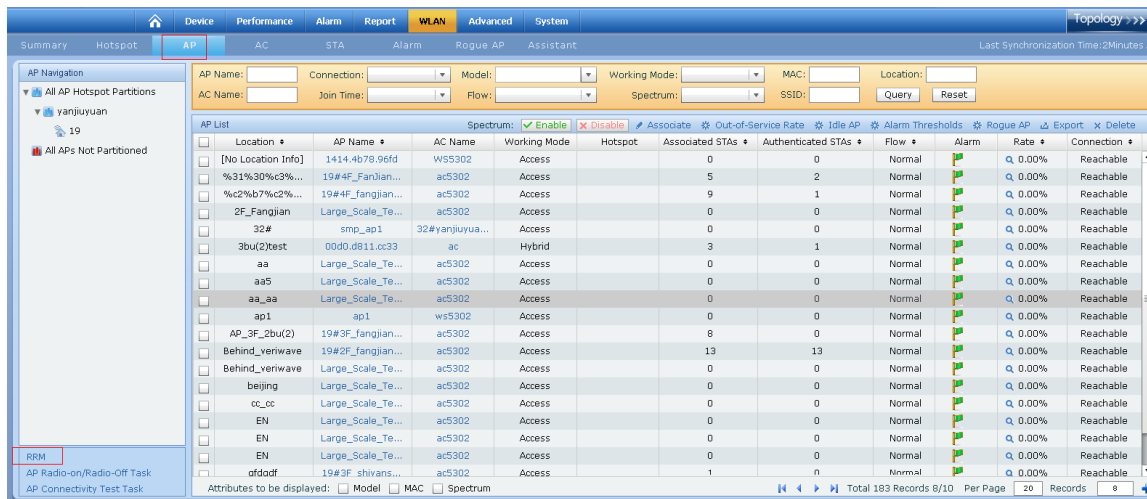 Device Performance Alarm Report WLAN Advanced System Topology >>>
Summary Hotspot AP AC STA Alarm Rogue AP Assistant Last Synchronization Time:2Minutes
AP Navigation
All AP Hotspot Partitions
yanjiuyuan
19
All APs Not Partitioned
RRM
AP Radio-on/Radio-Off Task
AP Connectivity Test Task
AP Name: Connection: Model: Working Mode: MAC: Location:
AC Name: Join Time: Flow: Spectrum: SSID: Query Reset
AP List Spectrum: Enable Disable Associate Out-of-Service Rate Idle AP Alarm Thresholds Rogue AP Export Delete
Location AP Name AC Name Working Mode Hotspot Associated STAs Authenticated STAs Flow Alarm Rate Connection
[No Location Info] 1414.4b78.96fd WS5302 Access 0 0 Normal 0.00% Reachable
%31%30%c3%... 19#4F_FanJian... ac5302 Access 5 2 Normal 0.00% Reachable
%c2%b7%c2%... 19#4F_fangjian... ac5302 Access 9 1 Normal 0.00% Reachable
2F_Fangjian Large_Scale_Te... ac5302 Access 0 0 Normal 0.00% Reachable
32# smp_ap1 32#yanjiuyua... Access 0 0 Normal 0.00% Reachable
3bu(2)test 00d0.d811.cc33 ac Hybrid 3 1 Normal 0.00% Reachable
aa Large_Scale_Te... ac5302 Access 0 0 Normal 0.00% Reachable
aa5 Large_Scale_Te... ac5302 Access 0 0 Normal 0.00% Reachable
aa_aa Large_Scale_Te... ac5302 Access 0 0 Normal 0.00% Reachable
ap1 ap1 ws5302 Access 0 0 Normal 0.00% Reachable
AP_3F_2bu(2) 19#3F_fangjian... ac5302 Access 8 0 Normal 0.00% Reachable
Behind_veriwave 19#2F_fangjian... ac5302 Access 13 13 Normal 0.00% Reachable
Behind_veriwave Large_Scale_Te... ac5302 Access 0 0 Normal 0.00% Reachable
beijing Large_Scale_Te... ac5302 Access 0 0 Normal 0.00% Reachable
cc_cc Large_Scale_Te... ac5302 Access 0 0 Normal 0.00% Reachable
EN Large_Scale_Te... ac5302 Access 0 0 Normal 0.00% Reachable
EN Large_Scale_Te... ac5302 Access 0 0 Normal 0.00% Reachable
EN Large_Scale_Te... ac5302 Access 0 0 Normal 0.00% Reachable
19#3F_shiyans... ac5302 Access 1 0 Normal 0.00% Reachable
Attributes to be displayed: Model MAC Spectrum Total 183 Records 8/10 Per Page 20 Records 8